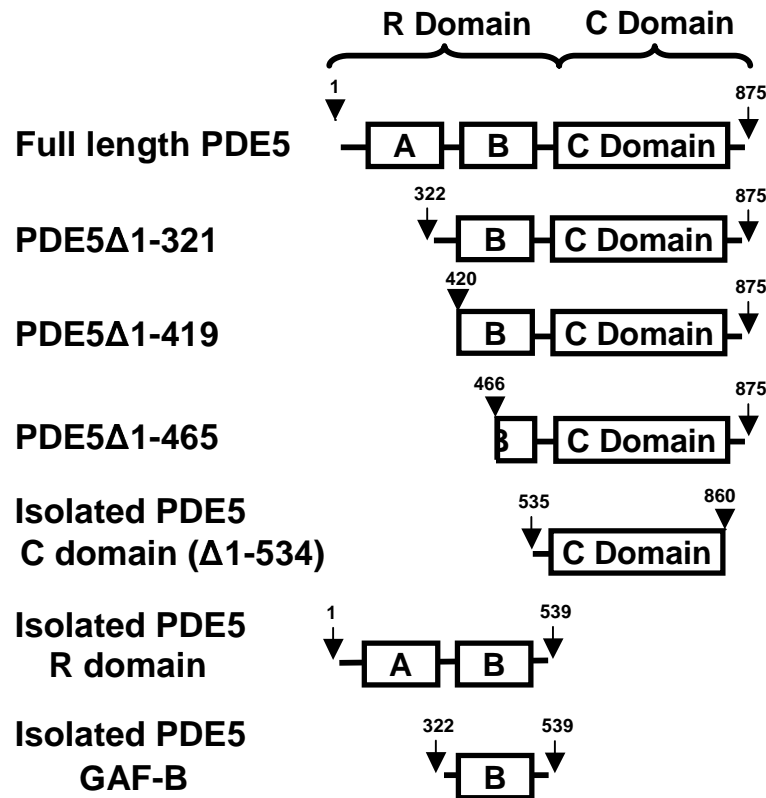 R Domain C Domain
1 875
Full length PDE5 A B C Domain
322 875
PDE5Δ1-321 B C Domain
420 875
PDE5Δ1-419 B C Domain
466 875
PDE5Δ1-465 B C Domain
Isolated PDE5 535 860
C domain (Δ1-534) C Domain
Isolated PDE5 1 539
R domain A B
Isolated PDE5 322 539
GAF-B B